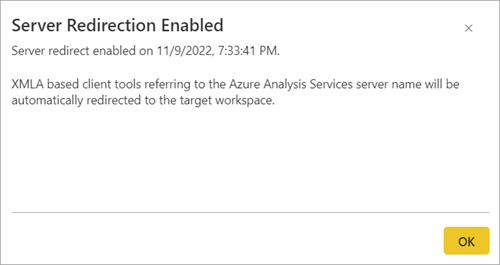 Server Redirection Enabled
Server redirect enabled on 11/9/2022, 7:33:41 PM.
XMLA based client tools referring to the Azure Analysis Services server name will be
automatically redirected to the target workspace.
OK